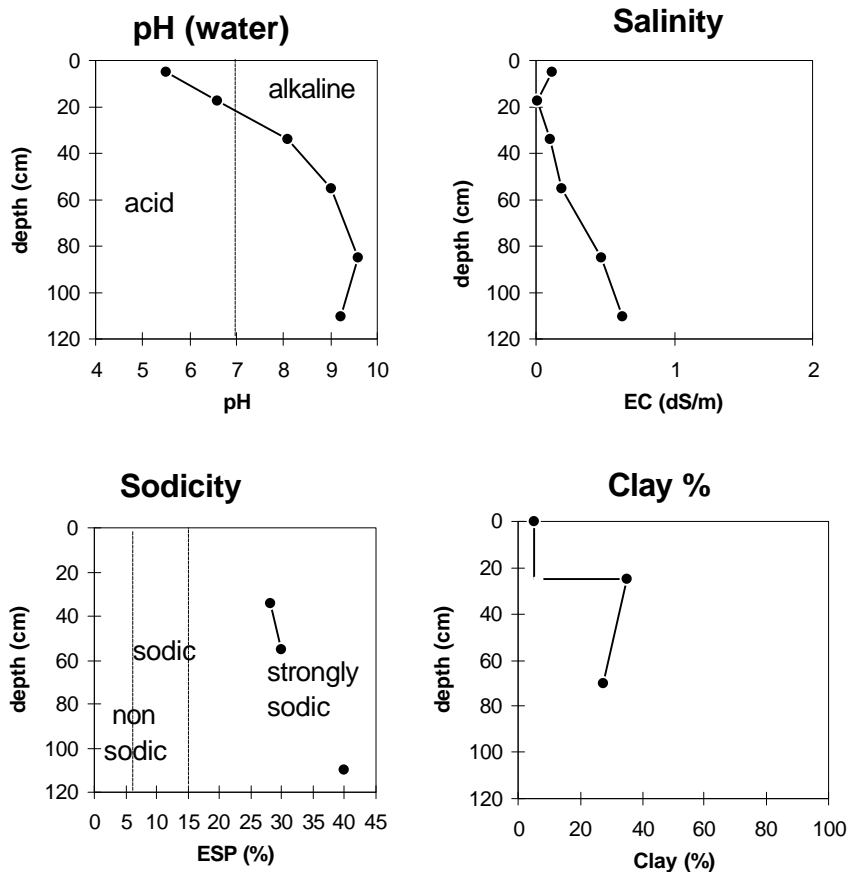 pH (water)
0
20
40
60
80
100
120
depth (cm)
alkaline
acid
4 5 6 7 8 9 10
pH
Salinity
0
20
40
60
80
100
120
depth (cm)
0 1 2
EC (dS/m)
Sodicity
0
20
40
60
80
100
120
depth (cm)
sodic
strongly
sodic
non
sodic
0 5 10 15 20 25 30 35 40 45
ESP (%)
Clay %
0
20
40
60
80
100
120
depth (cm)
0 20 40 60 80 100
Clay (%)